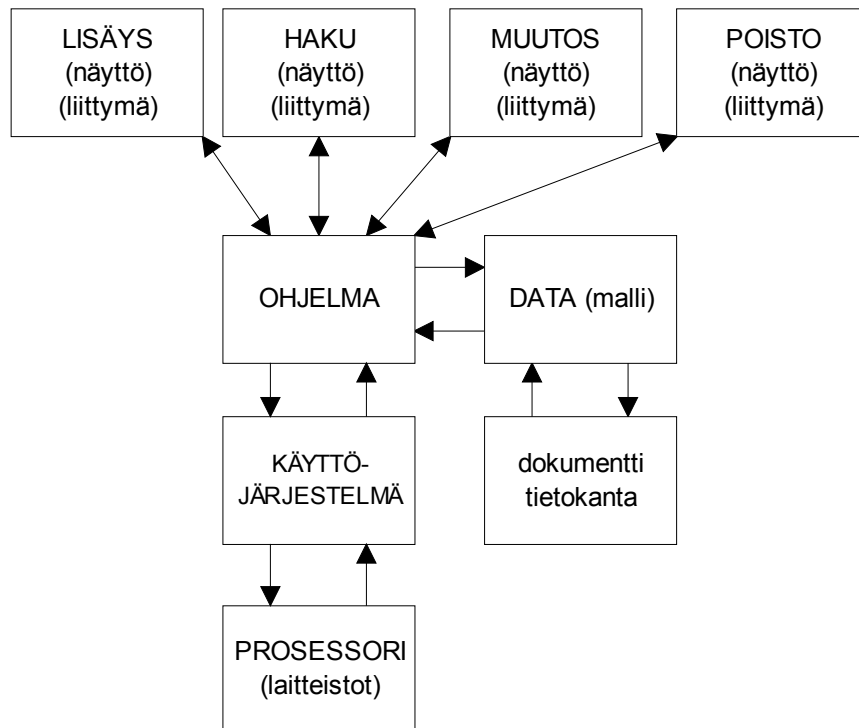 LISÄYS
(näyttö)
(liittymä)
HAKU
(näyttö)
(liittymä)
MUUTOS
(näyttö)
(liittymä)
POISTO
(näyttö)
(liittymä)
OHJELMA
DATA (malli)
KÄYTTÖ-
JÄRJESTELMÄ
dokumentti
tietokanta
PROSESSORI
(laitteistot)